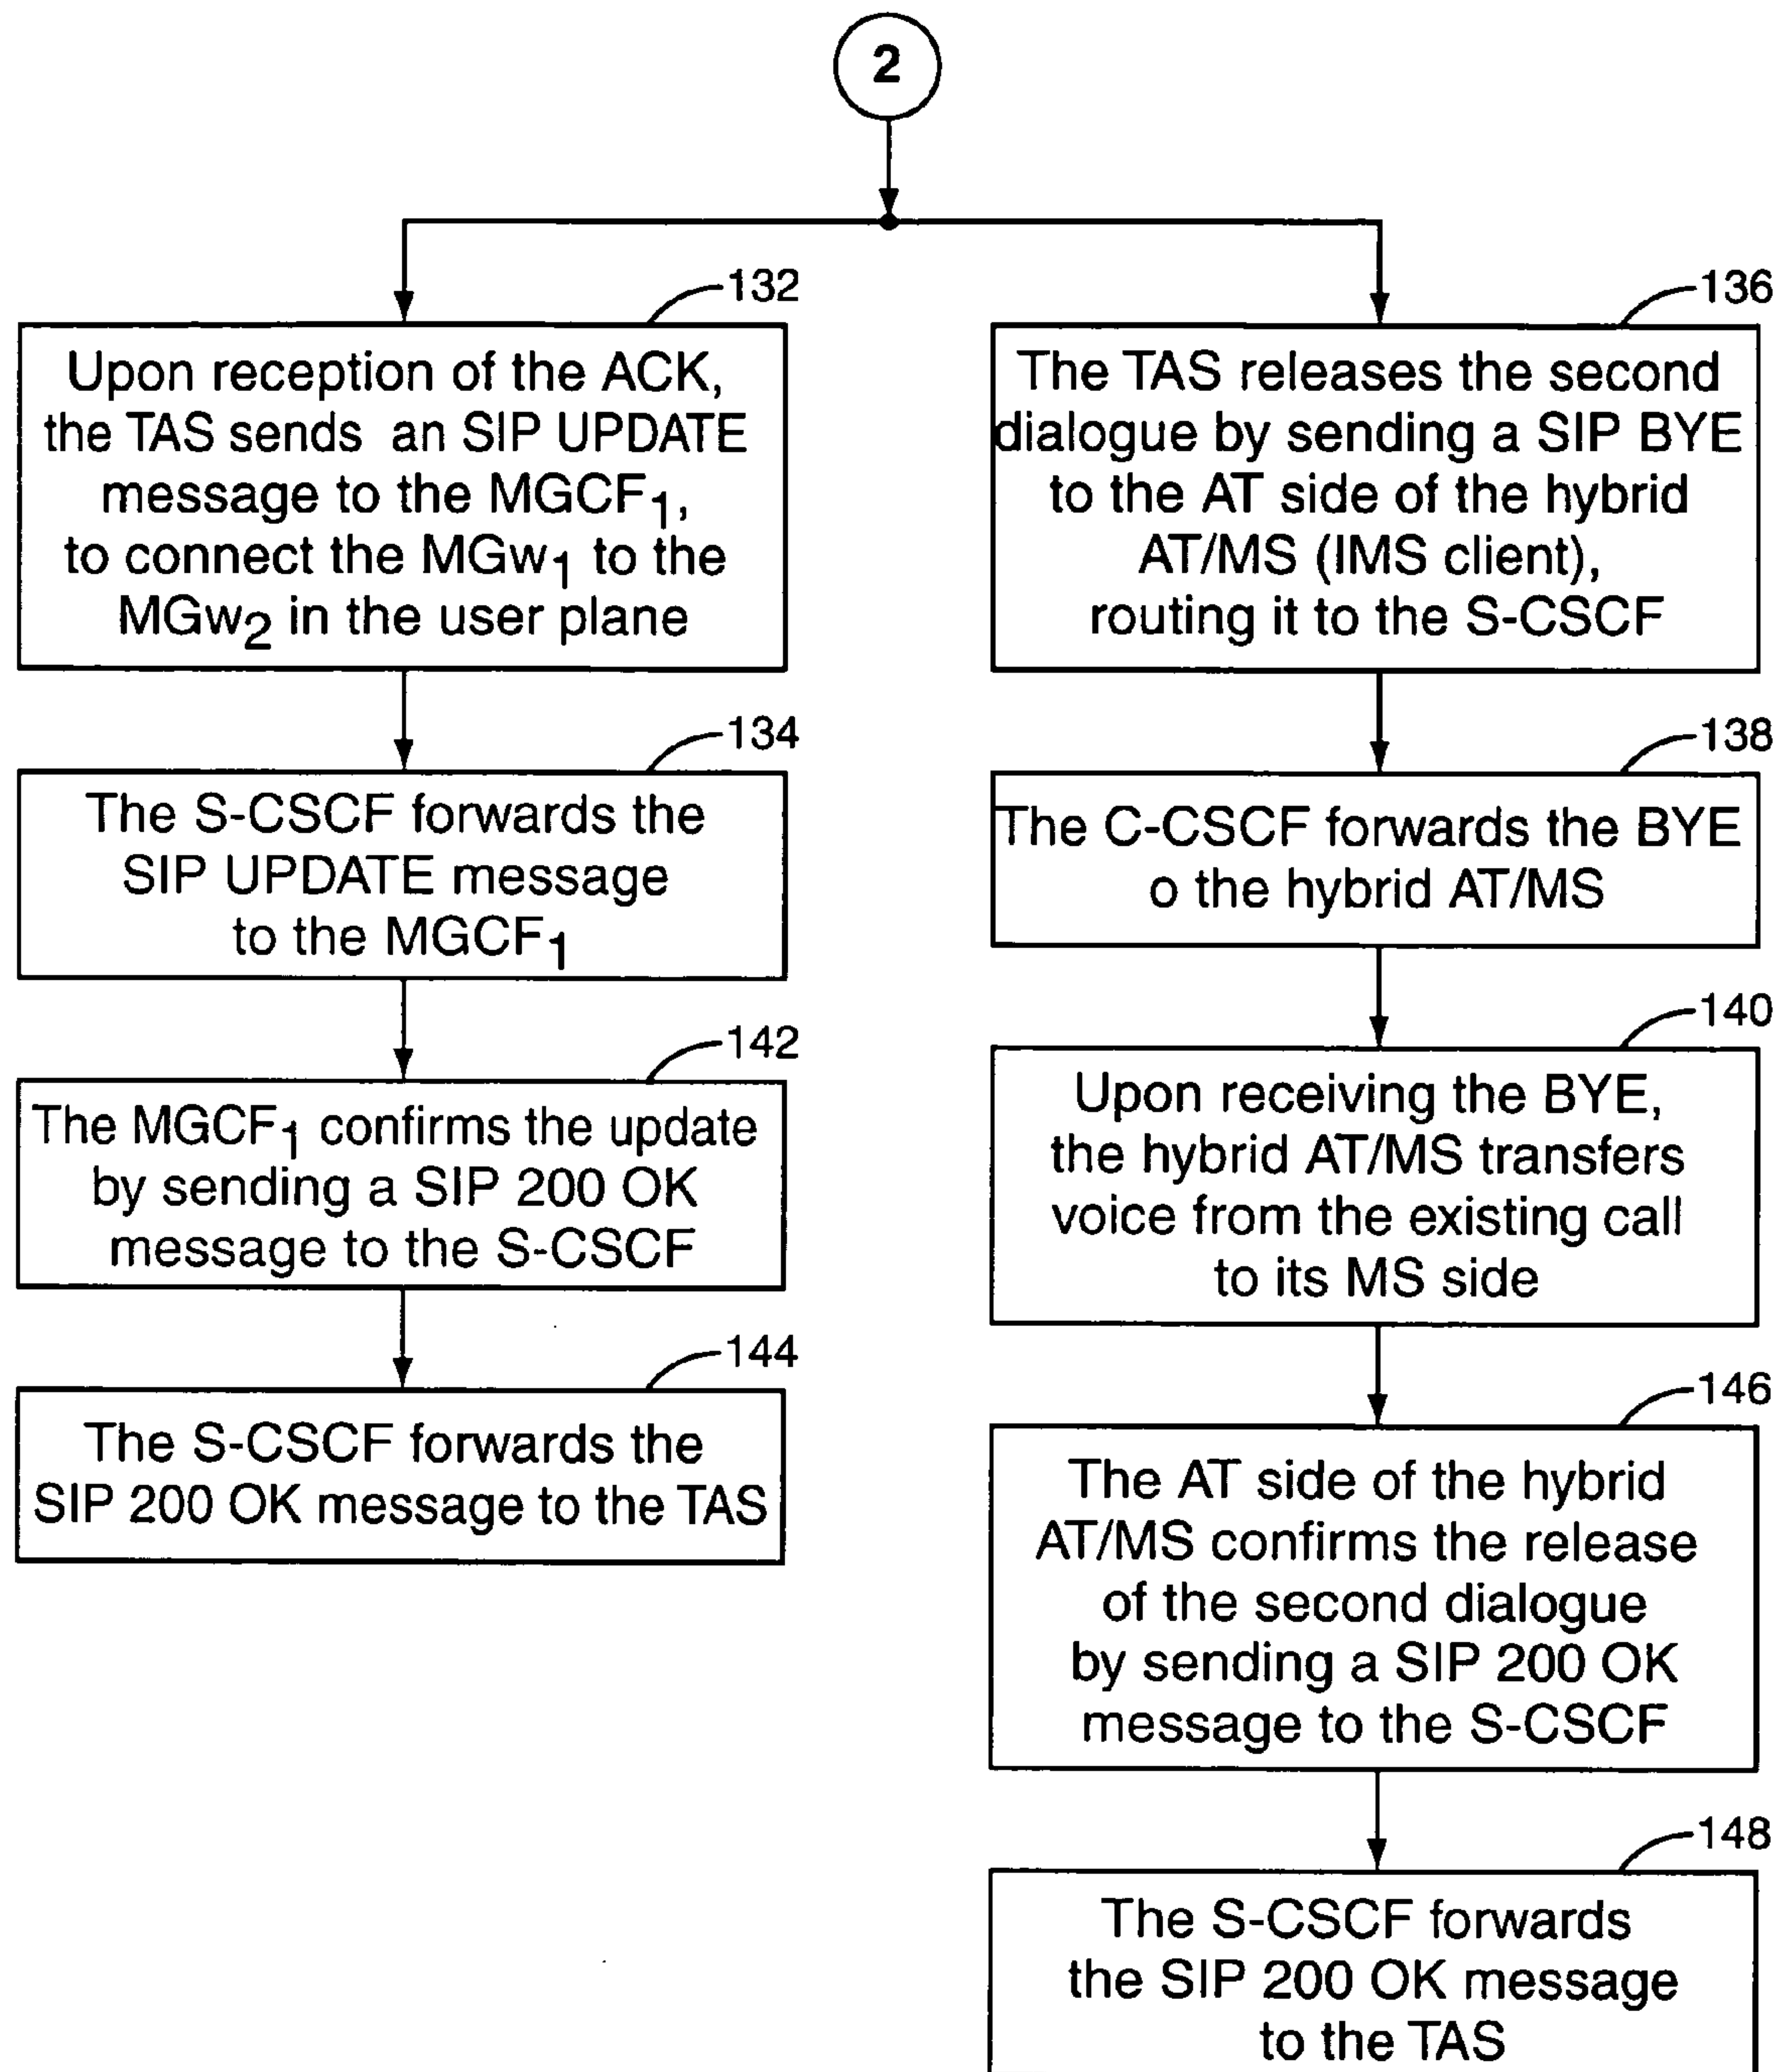 2
132
Upon reception of the ACK,
the TAS sends an SIP UPDATE
message to the MGCF1,
to connect the MGw1 to the
MGw2 in the user plane
134
The S-CSCF forwards the
SIP UPDATE message
to the MGCF1
142
The MGCF1 confirms the update
by sending a SIP 200 OK
message to the S-CSCF
144
The S-CSCF forwards the
SIP 200 OK message to the TAS
136
The TAS releases the second
dialogue by sending a SIP BYE
to the AT side of the hybrid
AT/MS (IMS client),
routing it to the S-CSCF
138
The C-CSCF forwards the BYE
o the hybrid AT/MS
140
Upon receiving the BYE,
the hybrid AT/MS transfers
voice from the existing call
to its MS side
146
The AT side of the hybrid
AT/MS confirms the release
of the second dialogue
by sending a SIP 200 OK
message to the S-CSCF
148
The S-CSCF forwards
the SIP 200 OK message
to the TAS